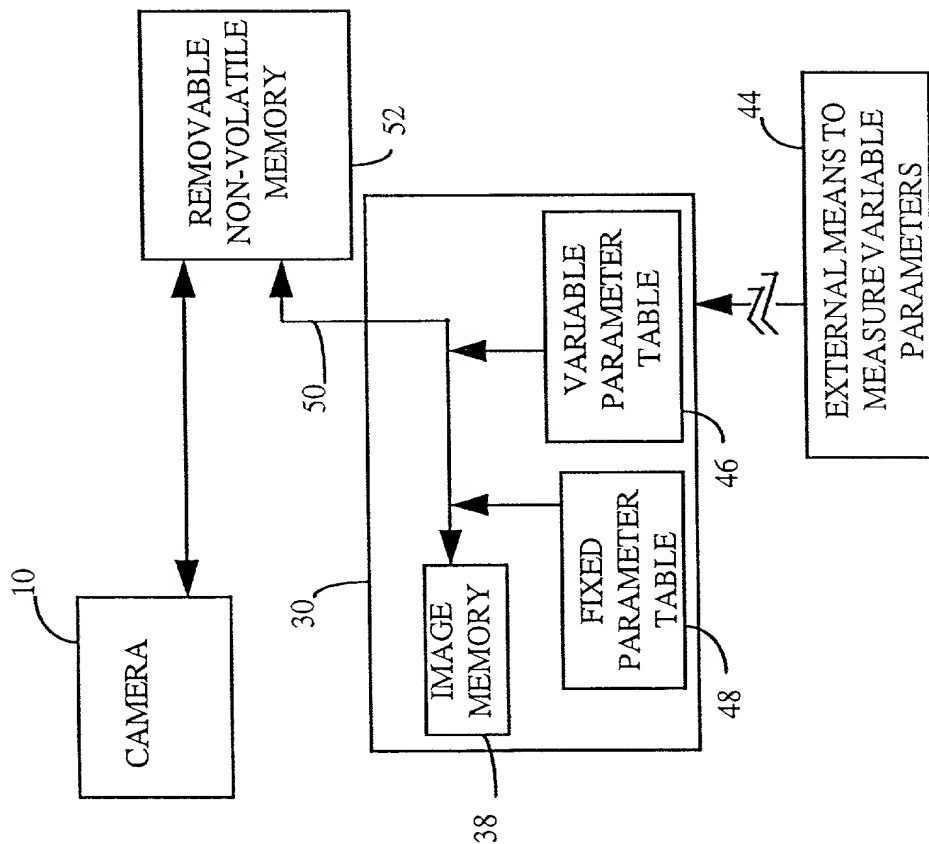 10
CAMERA
REMOVABLE
NON-VOLATILE
MEMORY
52
50
30
IMAGE
MEMORY
38
FIXED
PARAMETER
TABLE
48
VARIABLE
PARAMETER
TABLE
46
EXTERNAL MEANS TO
MEASURE VARIABLE
PARAMETERS
44